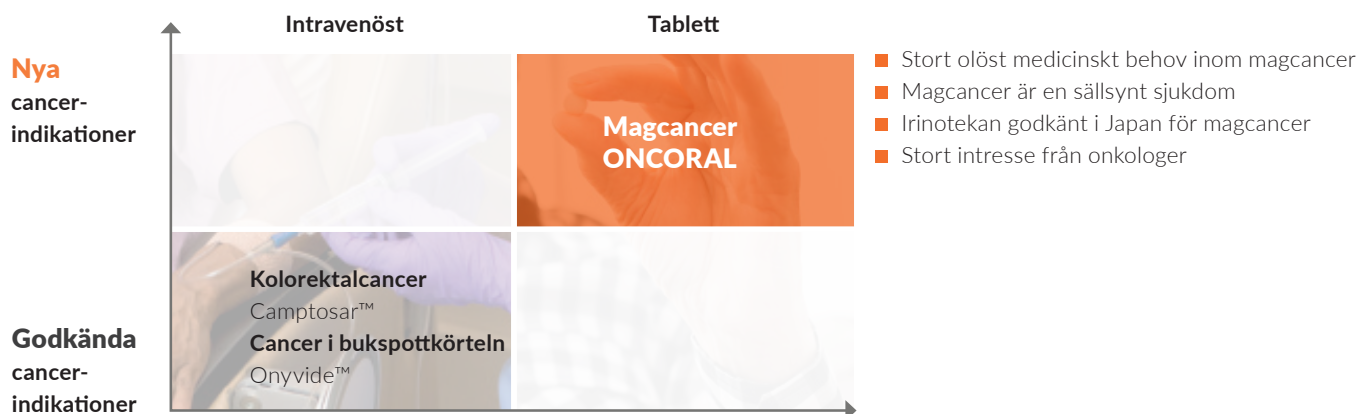 Intravenöst
Tablett
Nya
cancer-
indikationer
Magcancer
ONCORAL
Stort olöst medicinskt behov inom magcancer
Magcancer är en sällsynt sjukdom
Irinotekan godkänt i Japan för magcancer
Stort intresse från onkologer
Godkända
cancer-
indikationer
Kolorektalcancer
Camptosar™
Cancer i bukspottkörteln
Onyvide™